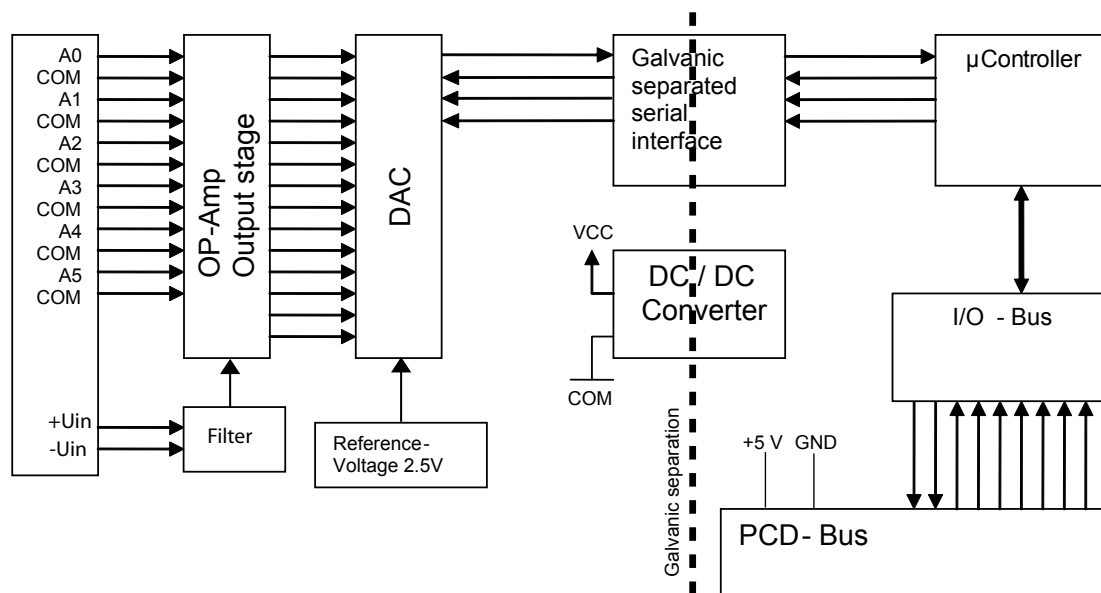 A0
COM
A1
COM
A2
COM
A3
COM
A4
COM
A5
COM
+Uin
-Uin
OP-Amp
Output stage
Filter
DAC
Reference-
Voltage 2.5V
Galvanic
separated
serial
interface
µController
VCC
COM
DC / DC
Converter
Galvanic separation
I/O - Bus
+5 V GND
PCD- Bus